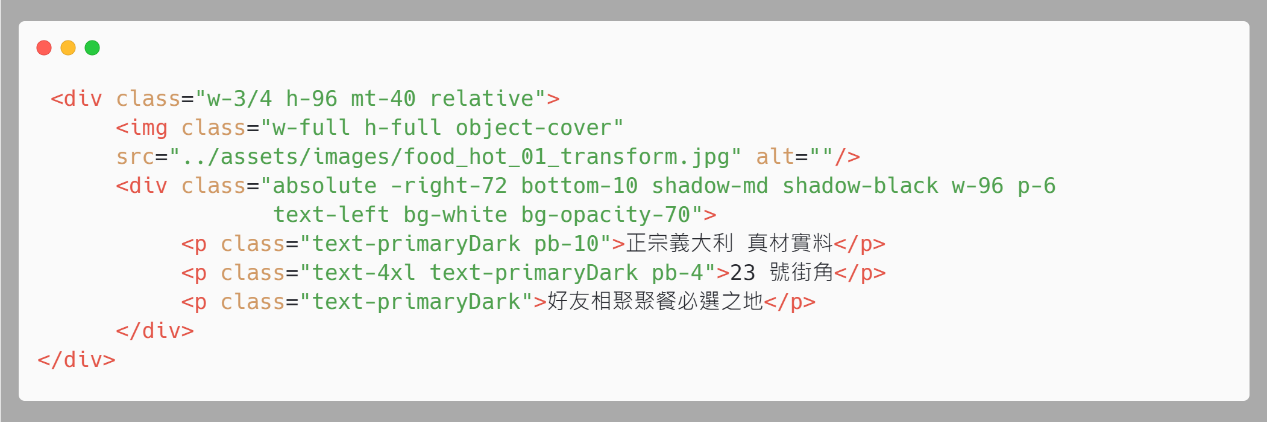 <div class="w-3/4 h-96 mt-40 relative">
<img class="w-full h-full object-cover"
src="../assets/images/food_hot_01_transform.jpg" alt=""/>
<div class="absolute -right-72 bottom-10 shadow-md shadow-black w-96 p-6
text-left bg-white bg-opacity-70">
<p class="text-primaryDark pb-10">正宗義大利 真材實料</p>
<p class="text-4xl text-primaryDark pb-4">23 號街角</p>
<p class="text-primaryDark">好友相聚聚餐必選之地</p>
</div>
</div>